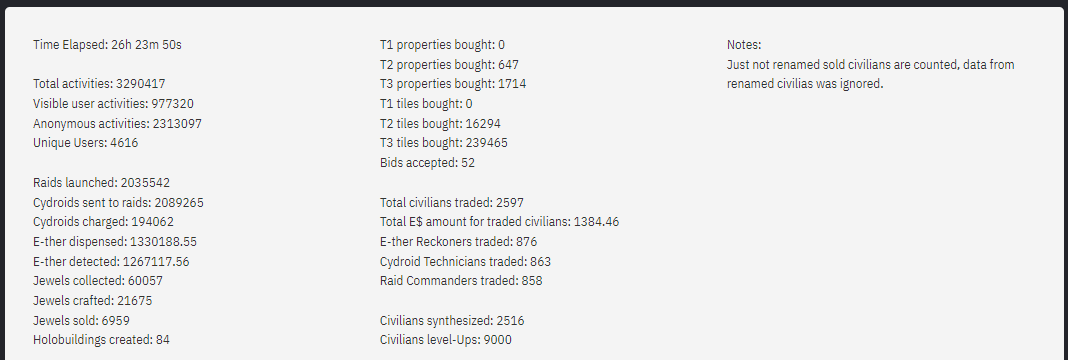 Time Elapsed: 26h 23m 50s
Total activities: 3290417
Visible user activities: 977320
Anonymous activities: 2313097
Unique Users: 4616
Raids launched: 2035542
Cydroids sent to raids: 2089265
Cydroids charged: 194062
E-ther dispensed: 1330188.55
E-ther detected: 1267117.56
Jewels collected: 60057
Jewels crafted: 21675
Jewels sold: 6959
Holobuildings created: 84
T1 properties bought: 0
T2 properties bought: 647
T3 properties bought: 1714
T1 tiles bought: 0
T2 tiles bought: 16294
T3 tiles bought: 239465
Bids accepted: 52
Total civilians traded: 2597
Total E$ amount for traded civilians: 1384.46
E-ther Reckoners traded: 876
Cydroid Technicians traded: 863
Raid Commanders traded: 858
Civilians synthesized: 2516
Civilians level-Ups: 9000
Notes:
Just not renamed sold civilians are counted, data from
renamed civilias was ignored.